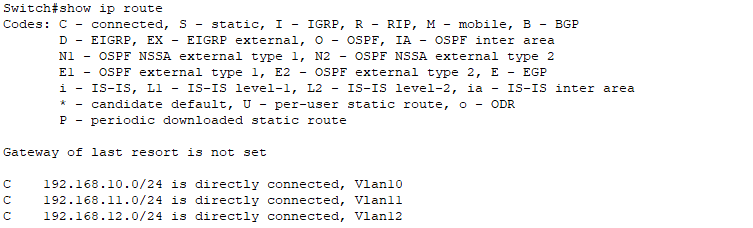 Switch#show ip route
Codes: C - connected, S - static, I - IGRP, R - RIP, M - mobile, B - BGP
D - EIGRP, EX - EIGRP external, O - OSPF, IA - OSPF inter area
N1 - OSPF NSSA external type 1, N2 - OSPF NSSA external type 2
E1 - OSPF external type 1, E2 - OSPF external type 2, E - EGP
i - IS-IS, L1 - IS-IS level-1, L2 - IS-IS level-2, ia - IS-IS inter area
* - candidate default, U - per-user static route, o - ODR
P - periodic downloaded static route
Gateway of last resort is not set
C 192.168.10.0/24 is directly connected, Vlan10
C 192.168.11.0/24 is directly connected, Vlan11
C 192.168.12.0/24 is directly connected, Vlan12